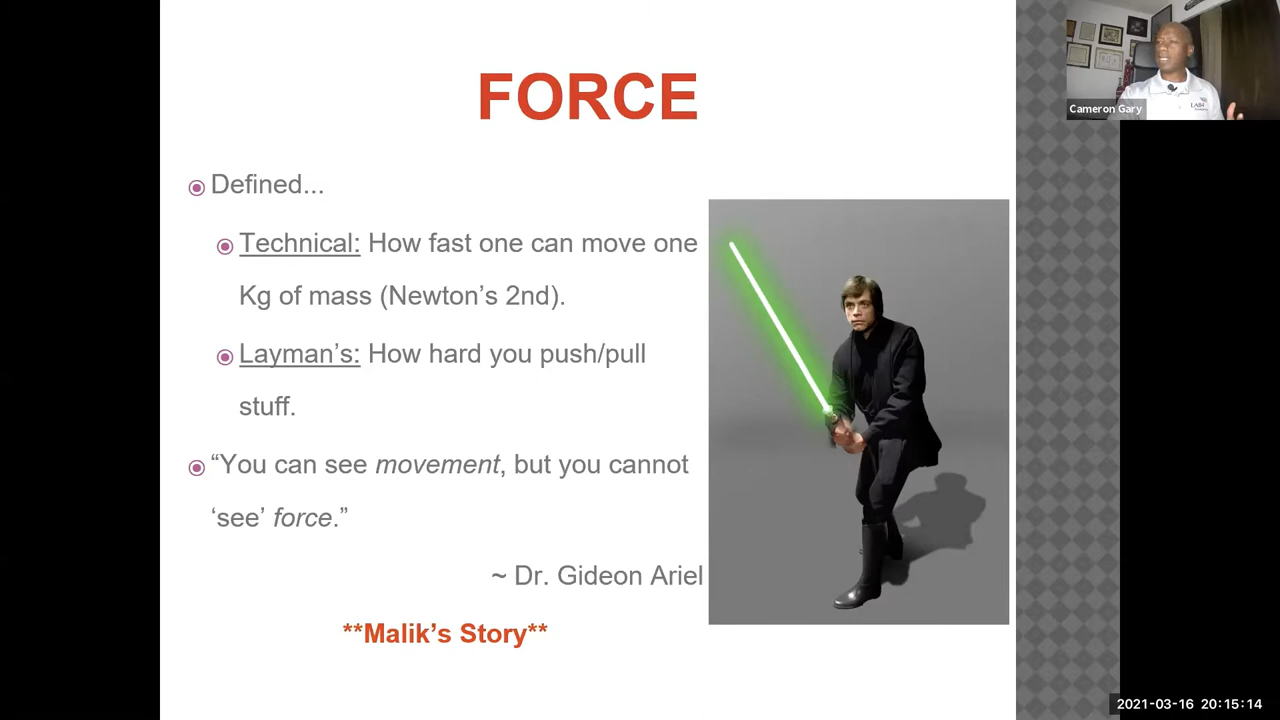 FORCE
Defined...
Technical: How fast one can move one
Kg of mass (Newton’s 2nd).
Layman’s: How hard you push/pull
stuff.
“You can see movement, but you cannot
‘see’ force.”
~ Dr. Gideon Ariel
**Malik’s Story**
Cameron Gary
2021-03-16 20:15:14